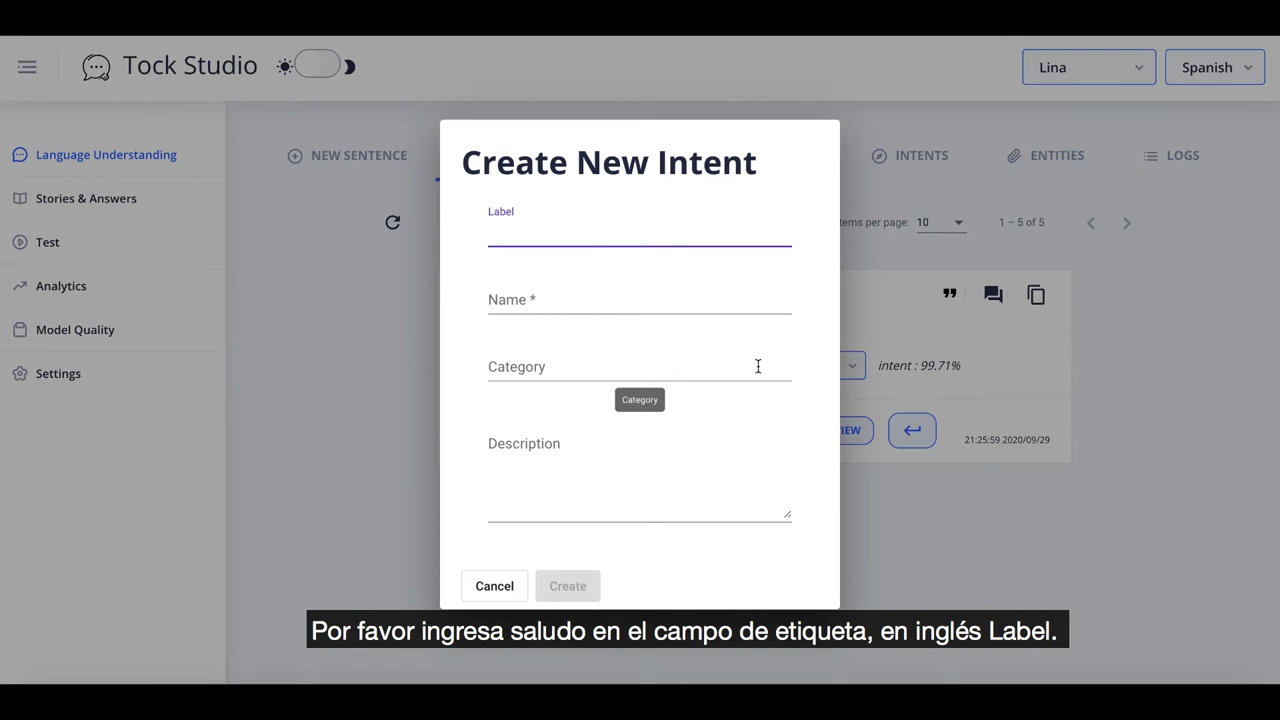 Tock Studio
Lina
Spanish
Language Understanding
Stories & Answers
Test
Analytics
Model Quality
Settings
NEW SENTENCE
INTENTS
ENTITIES
LOGS
tems per page: 10
1 – 5 of 5
intent : 99.71%
IEW
21:25:59 2020/09/29
Create New Intent
Label
Name *
Category
Category
Description
Cancel
Create
Por favor ingresa saludo en el campo de etiqueta, en inglés Label.